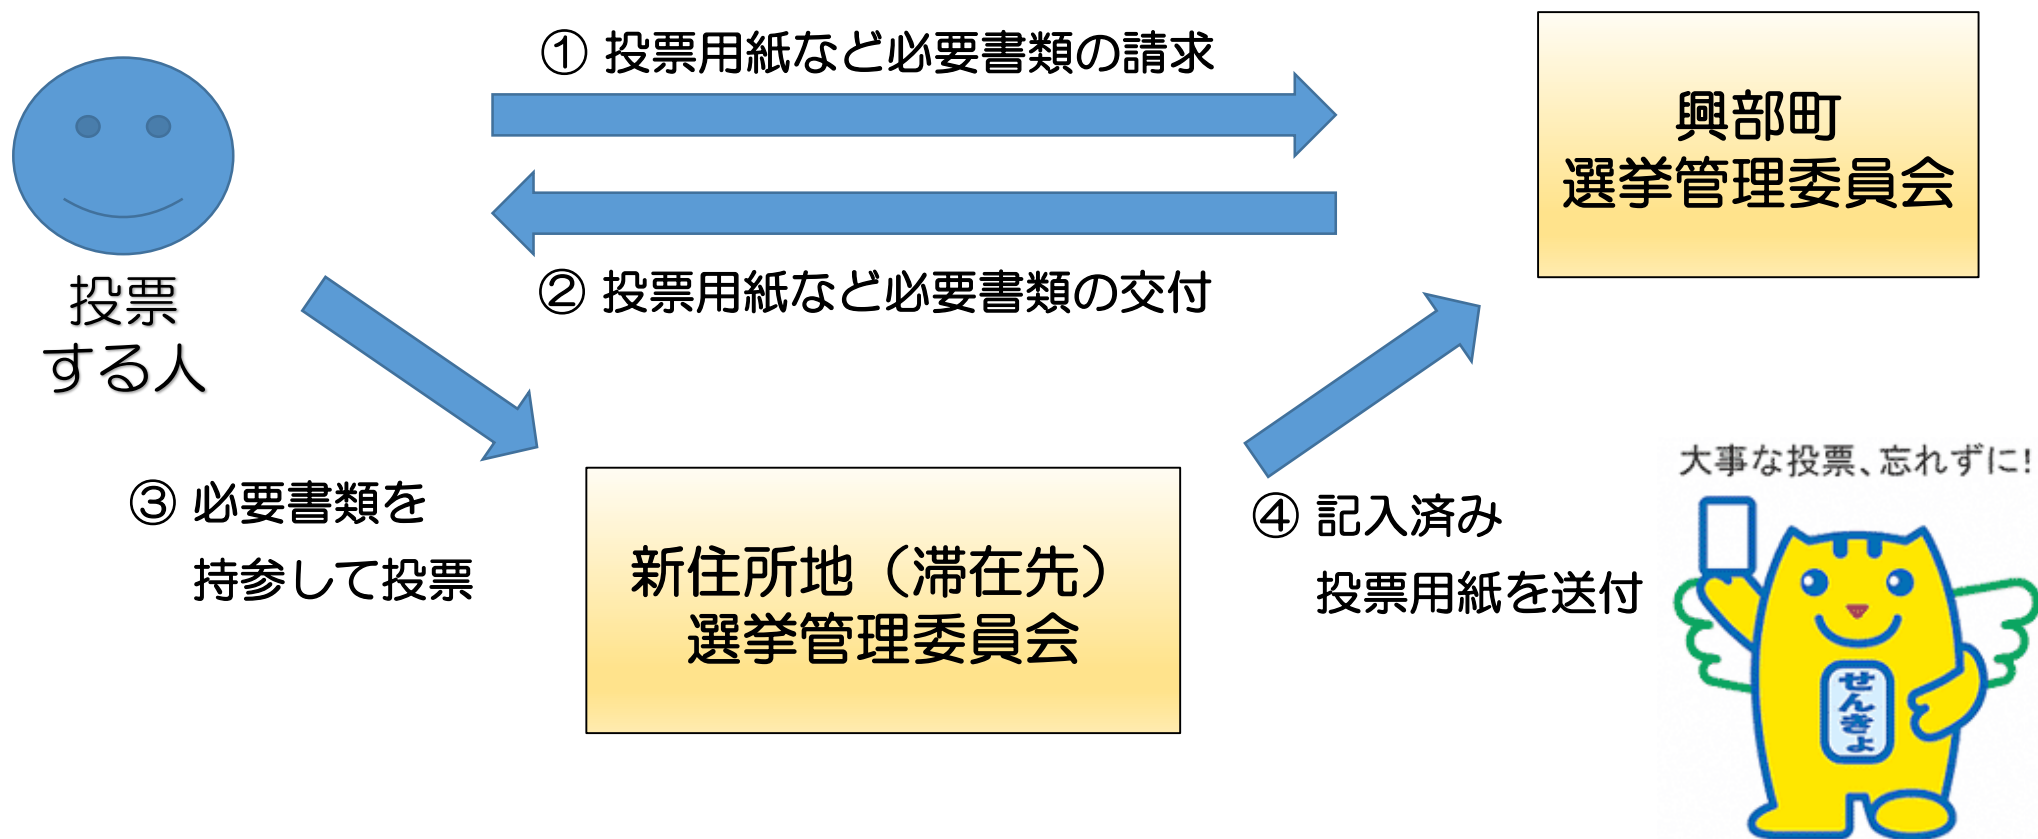 ① 投票用紙など必要書類の請求
興部町
選挙管理委員会
② 投票用紙など必要書類の交付
投票
する人
③ 必要書類を
持参して投票
新住所地（滞在先）
選挙管理委員会
④ 記入済み
投票用紙を送付
大事な投票、忘れずに!
せんきょ